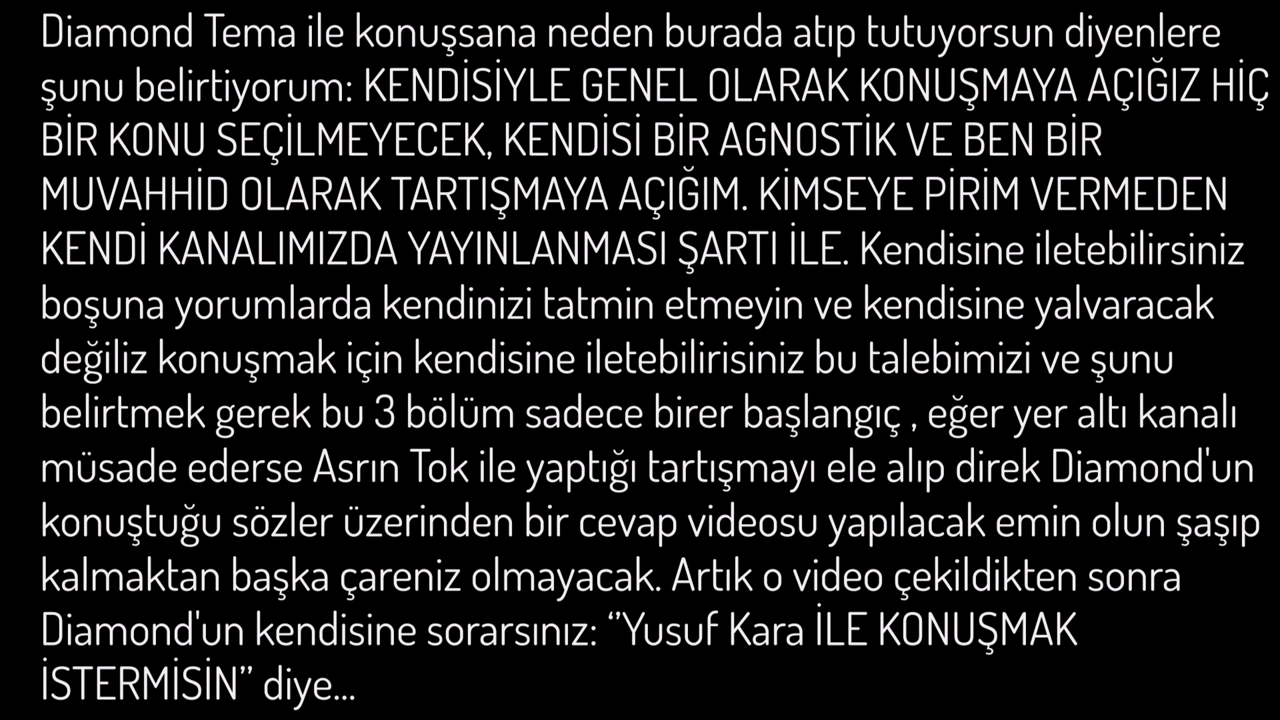 Diamond Tema ile konuşsana neden burada atıp tutuyorsun diyenlere
şunu belirtiyorum: KENDİSİYLE GENEL OLARAK KONUŞMAYA AÇIĞIZ HİÇ
BİR KONU SEÇİLMEYECEK, KENDİSİ BİR AGNOSTİK VE BEN BİR
MUVAHHİD OLARAK TARTIŞMAYA AÇIĞIM. KİMSEYE PİRİM VERMEDEN
KENDİ KANALIMIZDA YAYINLANMASI ŞARTI İLE. Kendisine iletebilirsiniz
boşuna yorumlarda kendinizi tatmin etmeyin ve kendisine yalvaracak
değiliz konuşmak için kendisine iletebilirisiniz bu talebimizi ve şunu
belirtmek gerek bu 3 bölüm sadece birer başlangıç , eğer yer altı kanalı
müsade ederse Asrın Tok ile yaptığı tartışmayı ele alıp direk Diamond'un
konuştuğu sözler üzerinden bir cevap videosu yapılacak emin olun şaşıp
kalmaktan başka çareniz olmayacak. Artık o video çekildikten sonra
Diamond'un kendisine sorarsınız: ‘’Yusuf Kara İLE KONUŞMAK
İSTERMİSİN’’ diye...